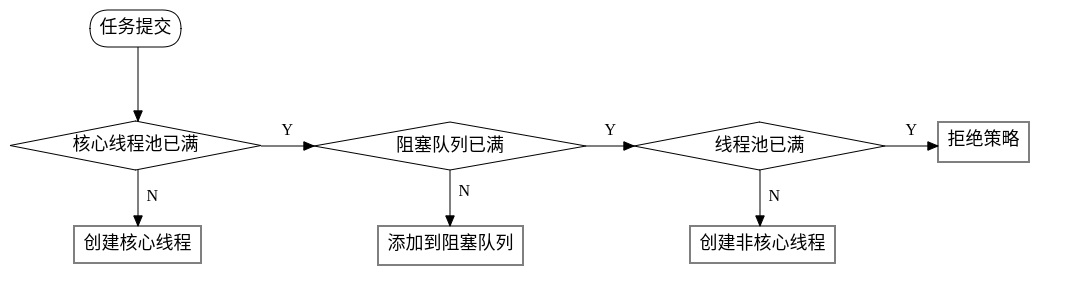 任务提交
核心线程池已满
Y
阻塞队列已满
Y
线程池已满
Y
拒绝策略
N
N
N
创建核心线程
添加到阻塞队列
创建非核心线程